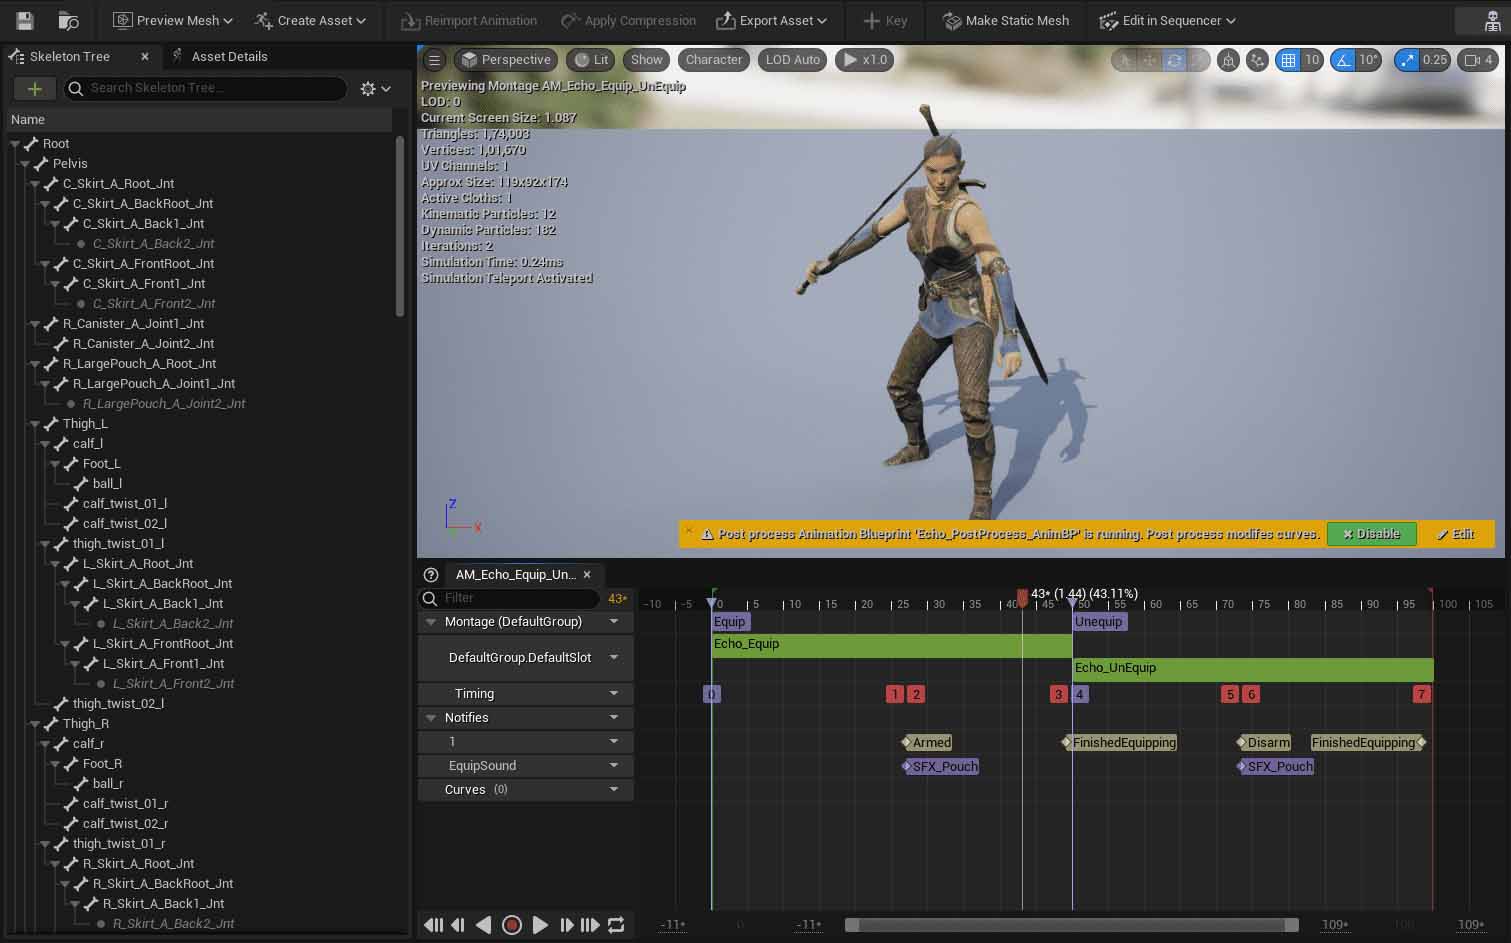 Preview Mesh
Create Asset
Reimport Animation
Apply Compression
Export Asset
Key
Make Static Mesh
Edit in Sequencer
Skeleton Tree
Asset Details
Search Skeleton Tree...
Name
Root
Pelvis
C_Skirt_A_Root_Jnt
C_Skirt_A_BackRoot_Jnt
C_Skirt_A_Back1_Jnt
C_Skirt_A_Back2_Jnt
C_Skirt_A_FrontRoot_Jnt
C_Skirt_A_Front1_Jnt
C_Skirt_A_Front2_Jnt
R_Canister_A_Joint1_Jnt
R_Canister_A_Joint2_Jnt
R_LargePouch_A_Root_Jnt
R_LargePouch_A_Joint1_Jnt
R_LargePouch_A_Joint2_Jnt
Thigh_L
calf_l
Foot_L
ball_l
calf_twist_01_l
calf_twist_02_l
thigh_twist_01_l
L_Skirt_A_Root_Jnt
L_Skirt_A_BackRoot_Jnt
L_Skirt_A_Back1_Jnt
L_Skirt_A_Back2_Jnt
L_Skirt_A_FrontRoot_Jnt
L_Skirt_A_Front1_Jnt
L_Skirt_A_Front2_Jnt
thigh_twist_02_l
Thigh_R
calf_r
Foot_R
ball_r
calf_twist_01_r
calf_twist_02_r
thigh_twist_01_r
R_Skirt_A_Root_Jnt
R_Skirt_A_BackRoot_Jnt
R_Skirt_A_Back1_Jnt
R_Skirt_A_Back2_Jnt
Perspective
Lit
Show
Character
LOD Auto
x1.0
10
10°
0.25
4
Previewing Montage AM_Echo_Equip_UnEquip
LOD: 0
Current Screen Size: 1.087
Triangles: 1,74,003
Vertices: 1,01,670
UV Channels: 1
Approx Size: 119x92x174
Active Cloths: 1
Kinematic Particles: 12
Dynamic Particles: 182
Iterations: 2
Simulation Time: 0.24ms
Simulation Teleport Activated
Z
X
Post process Animation Blueprint 'Echo_PostProcess_AnimBP' is running. Post process modifes curves.
Disable
Edit
AM_Echo_Equip_Un...
Filter
43*
43* (1.44) (43.11%)
-10 -5 0 5 10 15 20 25 30 35 40 45 50 55 60 65 70 75 80 85 90 95 100 105
Montage (DefaultGroup)
Equip
Unequip
DefaultGroup.DefaultSlot
Echo_Equip
Echo_UnEquip
Timing
0 1 2 3 4 5 6 7
Notifies
1
Armed
FinishedEquipping
Disarm
FinishedEquipping
EquipSound
SFX_Pouch
SFX_Pouch
Curves (0)
-11*
0
-11*
109*
100
109*